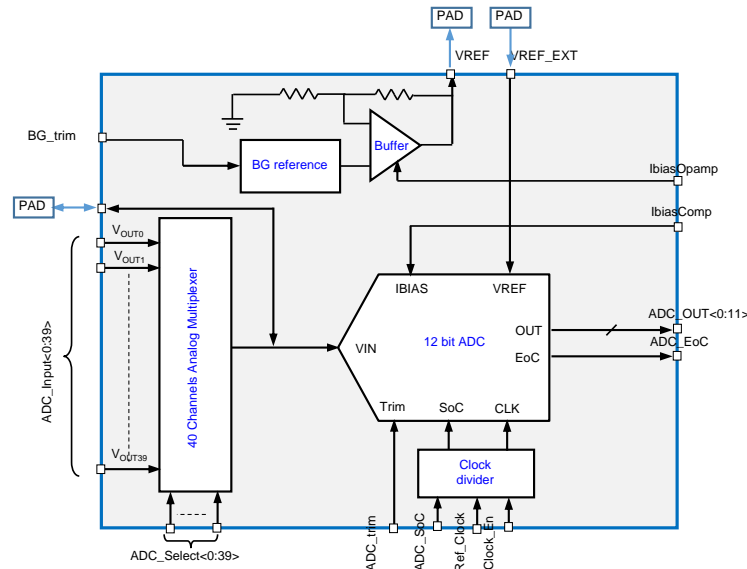 PAD
PAD
VREF
VREF_EXT
BG_trim
Buffer
BG reference
IbiasOpamp
PAD
IbiasComp
VOUT0
VOUT1
IBIAS
VREF
ADC_OUT<0:11>
OUT
ADC_EoC
VIN
12 bit ADC
EoC
ADC_Input<0:39>
40 Channels Analog Multiplexer
Trim
SoC
CLK
VOUT39
Clock
divider
ADC_trim
ADC_SoC
Ref_Clock
Clock_En
ADC_Select<0:39>